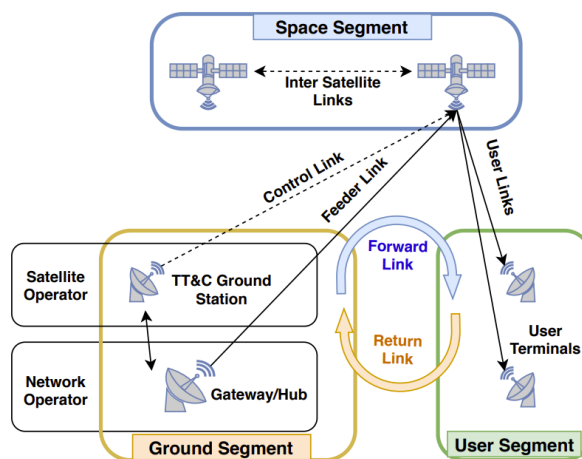 Space Segment
Inter Satellite
Links
Control Link
Feeder Link
User Links
Forward
Link
Satellite
Operator
TT&C Ground
Station
Return
Link
User
Terminals
Network
Operator
Gateway/Hub
Ground Segment
User Segment